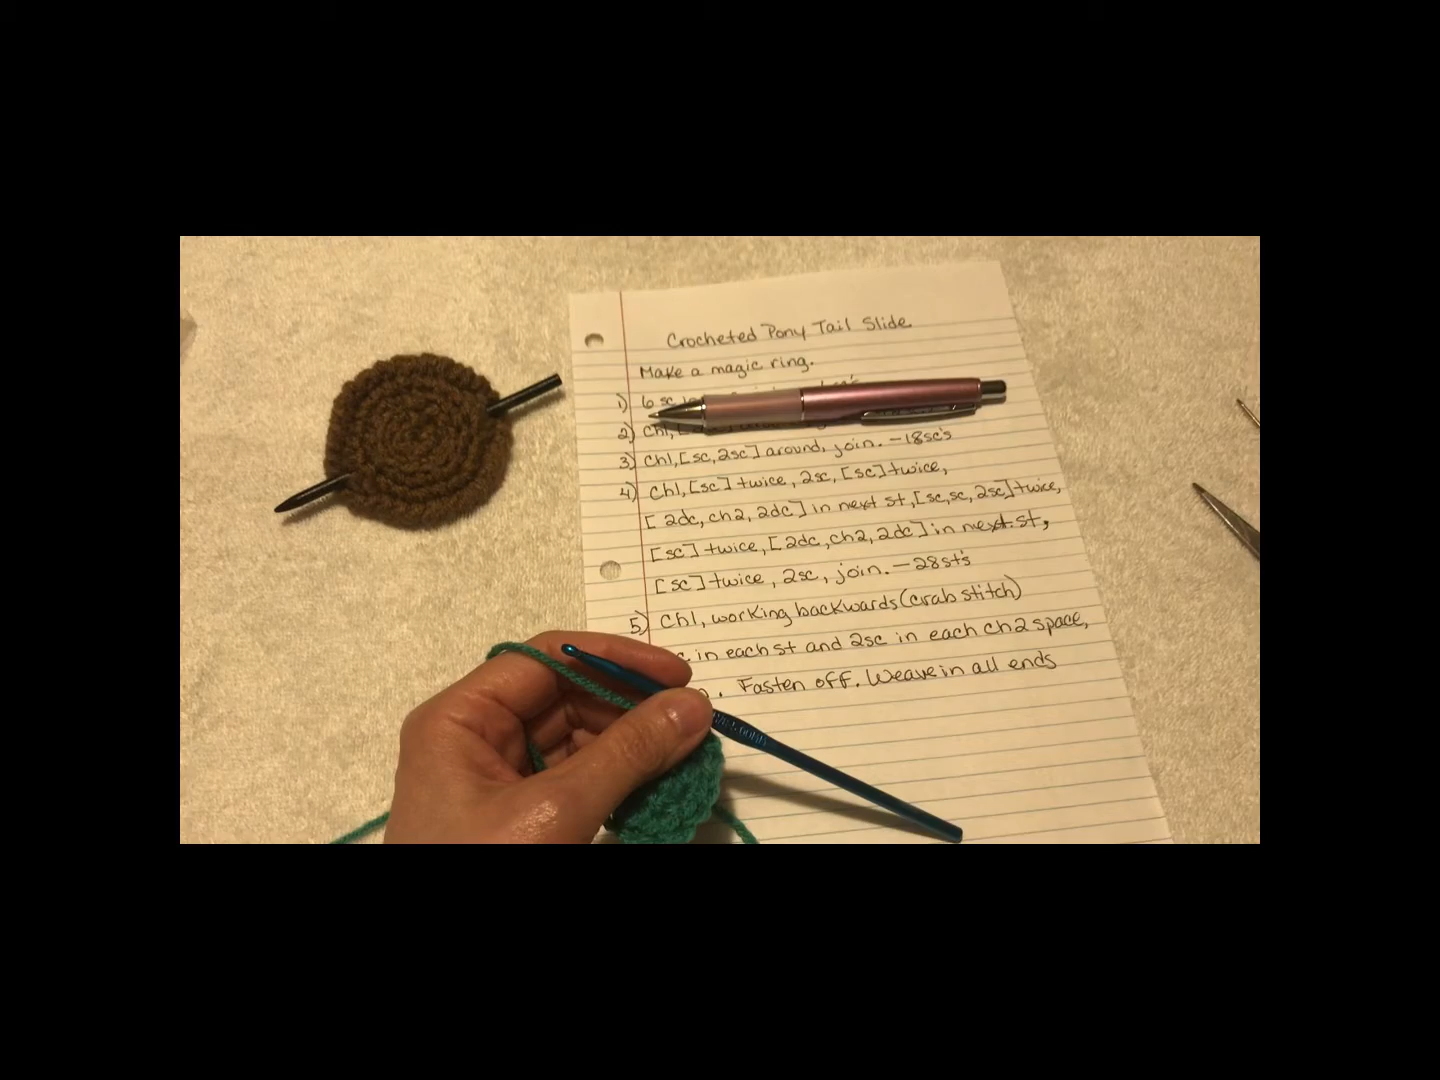 Crocheted Pony Tail Slide
Make a magic ring.
1) 6 sc
2) Ch1,
3) Ch1,[sc,2sc] around, join. -18sc's
4) Ch1,[sc] twice, 2sc, [sc] twice,
[2dc, ch2, 2dc] in next st,[sc,sc, 2sc] twice,
[sc] twice,[2dc,ch2, 2dc] in next st,
[sc] twice, 2sc, join. -28st's
5) Ch1, working backwards (crab stitch)
in each st and 2sc in each ch2 space,
. Fasten off. Weave in all ends